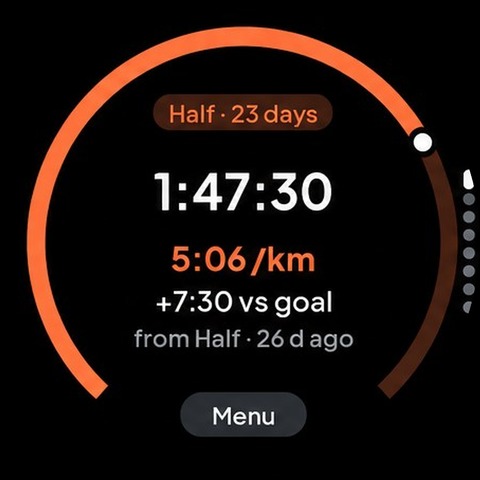 Half · 23 days
1:47:30
5:06 /km
+7:30 vs goal
from Half · 26 d ago
Menu